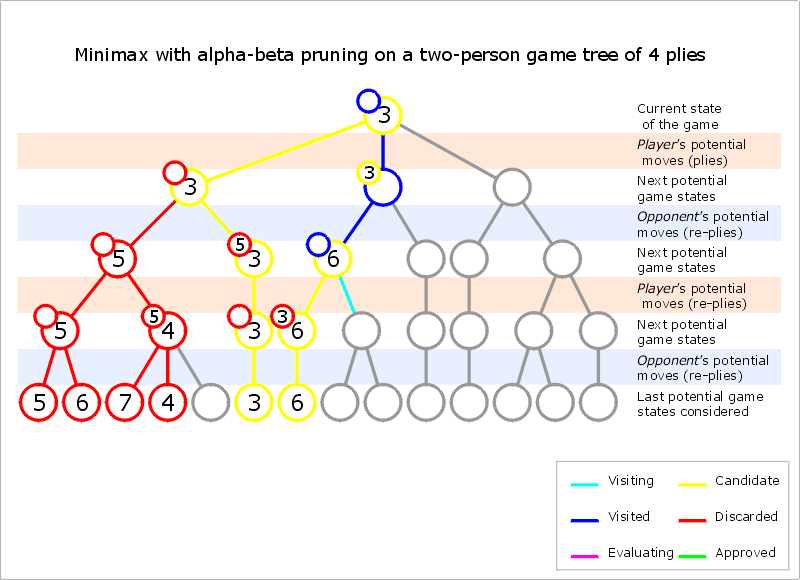 Minimax with alpha-beta pruning on a two-person game tree of 4 plies
3
Current state
of the game
Player's potential
moves (plies)
3
3
Next potential
game states
Opponent's potential
moves (re-plies)
5
5
3
6
Next potential
game states
Player's potential
moves (re-plies)
5
5
4
3
3
6
Next potential
game states
Opponent's potential
moves (re-plies)
5 6 7 4 3 6
Last potential game
states considered
Visiting Candidate
Visited Discarded
Evaluating Approved